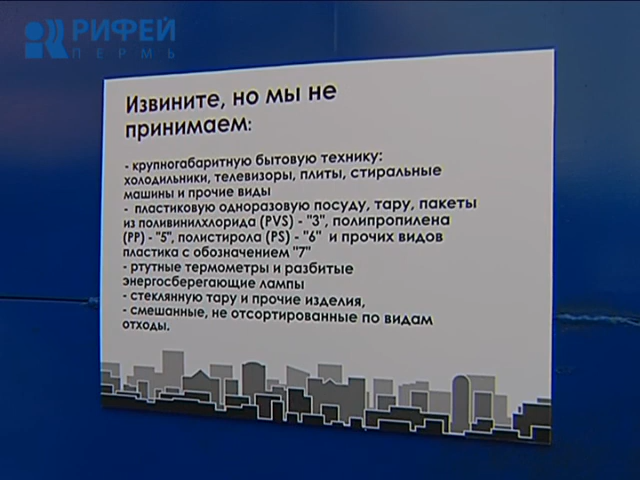 РИФЕЙ
ПЕРМЬ
Извините, но мы не
принимаем:
- крупногабаритную бытовую технику:
холодильники, телевизоры, плиты, стиральные
машины и прочие виды
- пластиковую одноразовую посуду, тару, пакеты
из поливинилхлорида (PVS) - "3", полипропилена
(PP) - "5", полистирола (PS) - "6" и прочих видов
пластика с обозначением "7"
- ртутные термометры и разбитые
энергосберегающие лампы
- стеклянную тару и прочие изделия,
- смешанные, не отсортированные по видам
отходы.